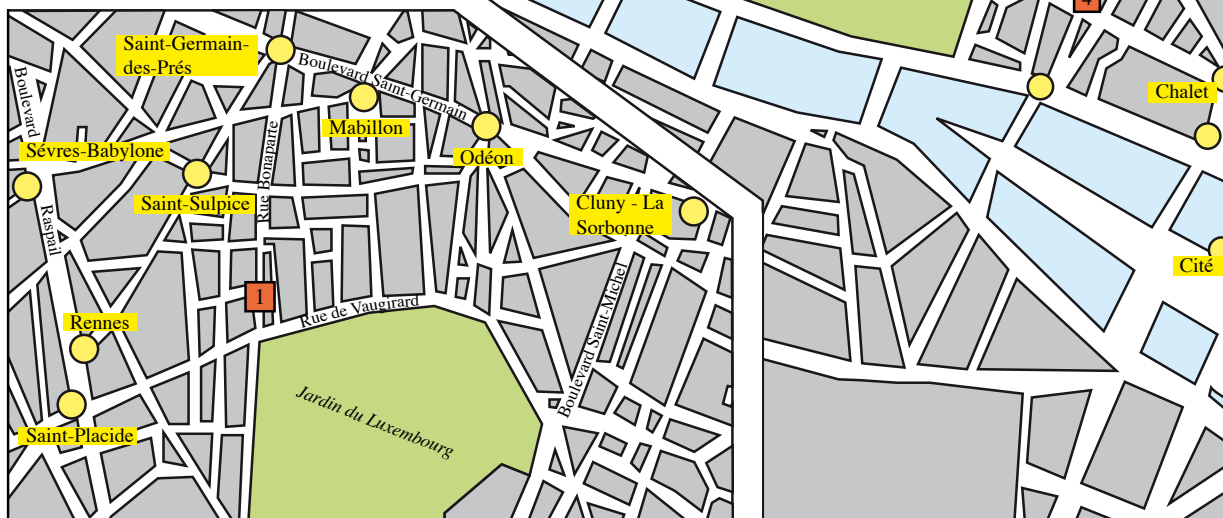 4
Saint-Germain-
des-Prés
Boulevard Saint-Germain
Boulevard
Chalet
Mabillon
Sévres-Babylone
Odéon
Rue Bonaparte
Saint-Sulpice
Cluny - La
Sorbonne
Raspail
Cité
1
Rennes
Rue de Vaugirard
Boulevard Saint-Michel
Jardin du Luxembourg
Saint-Placide